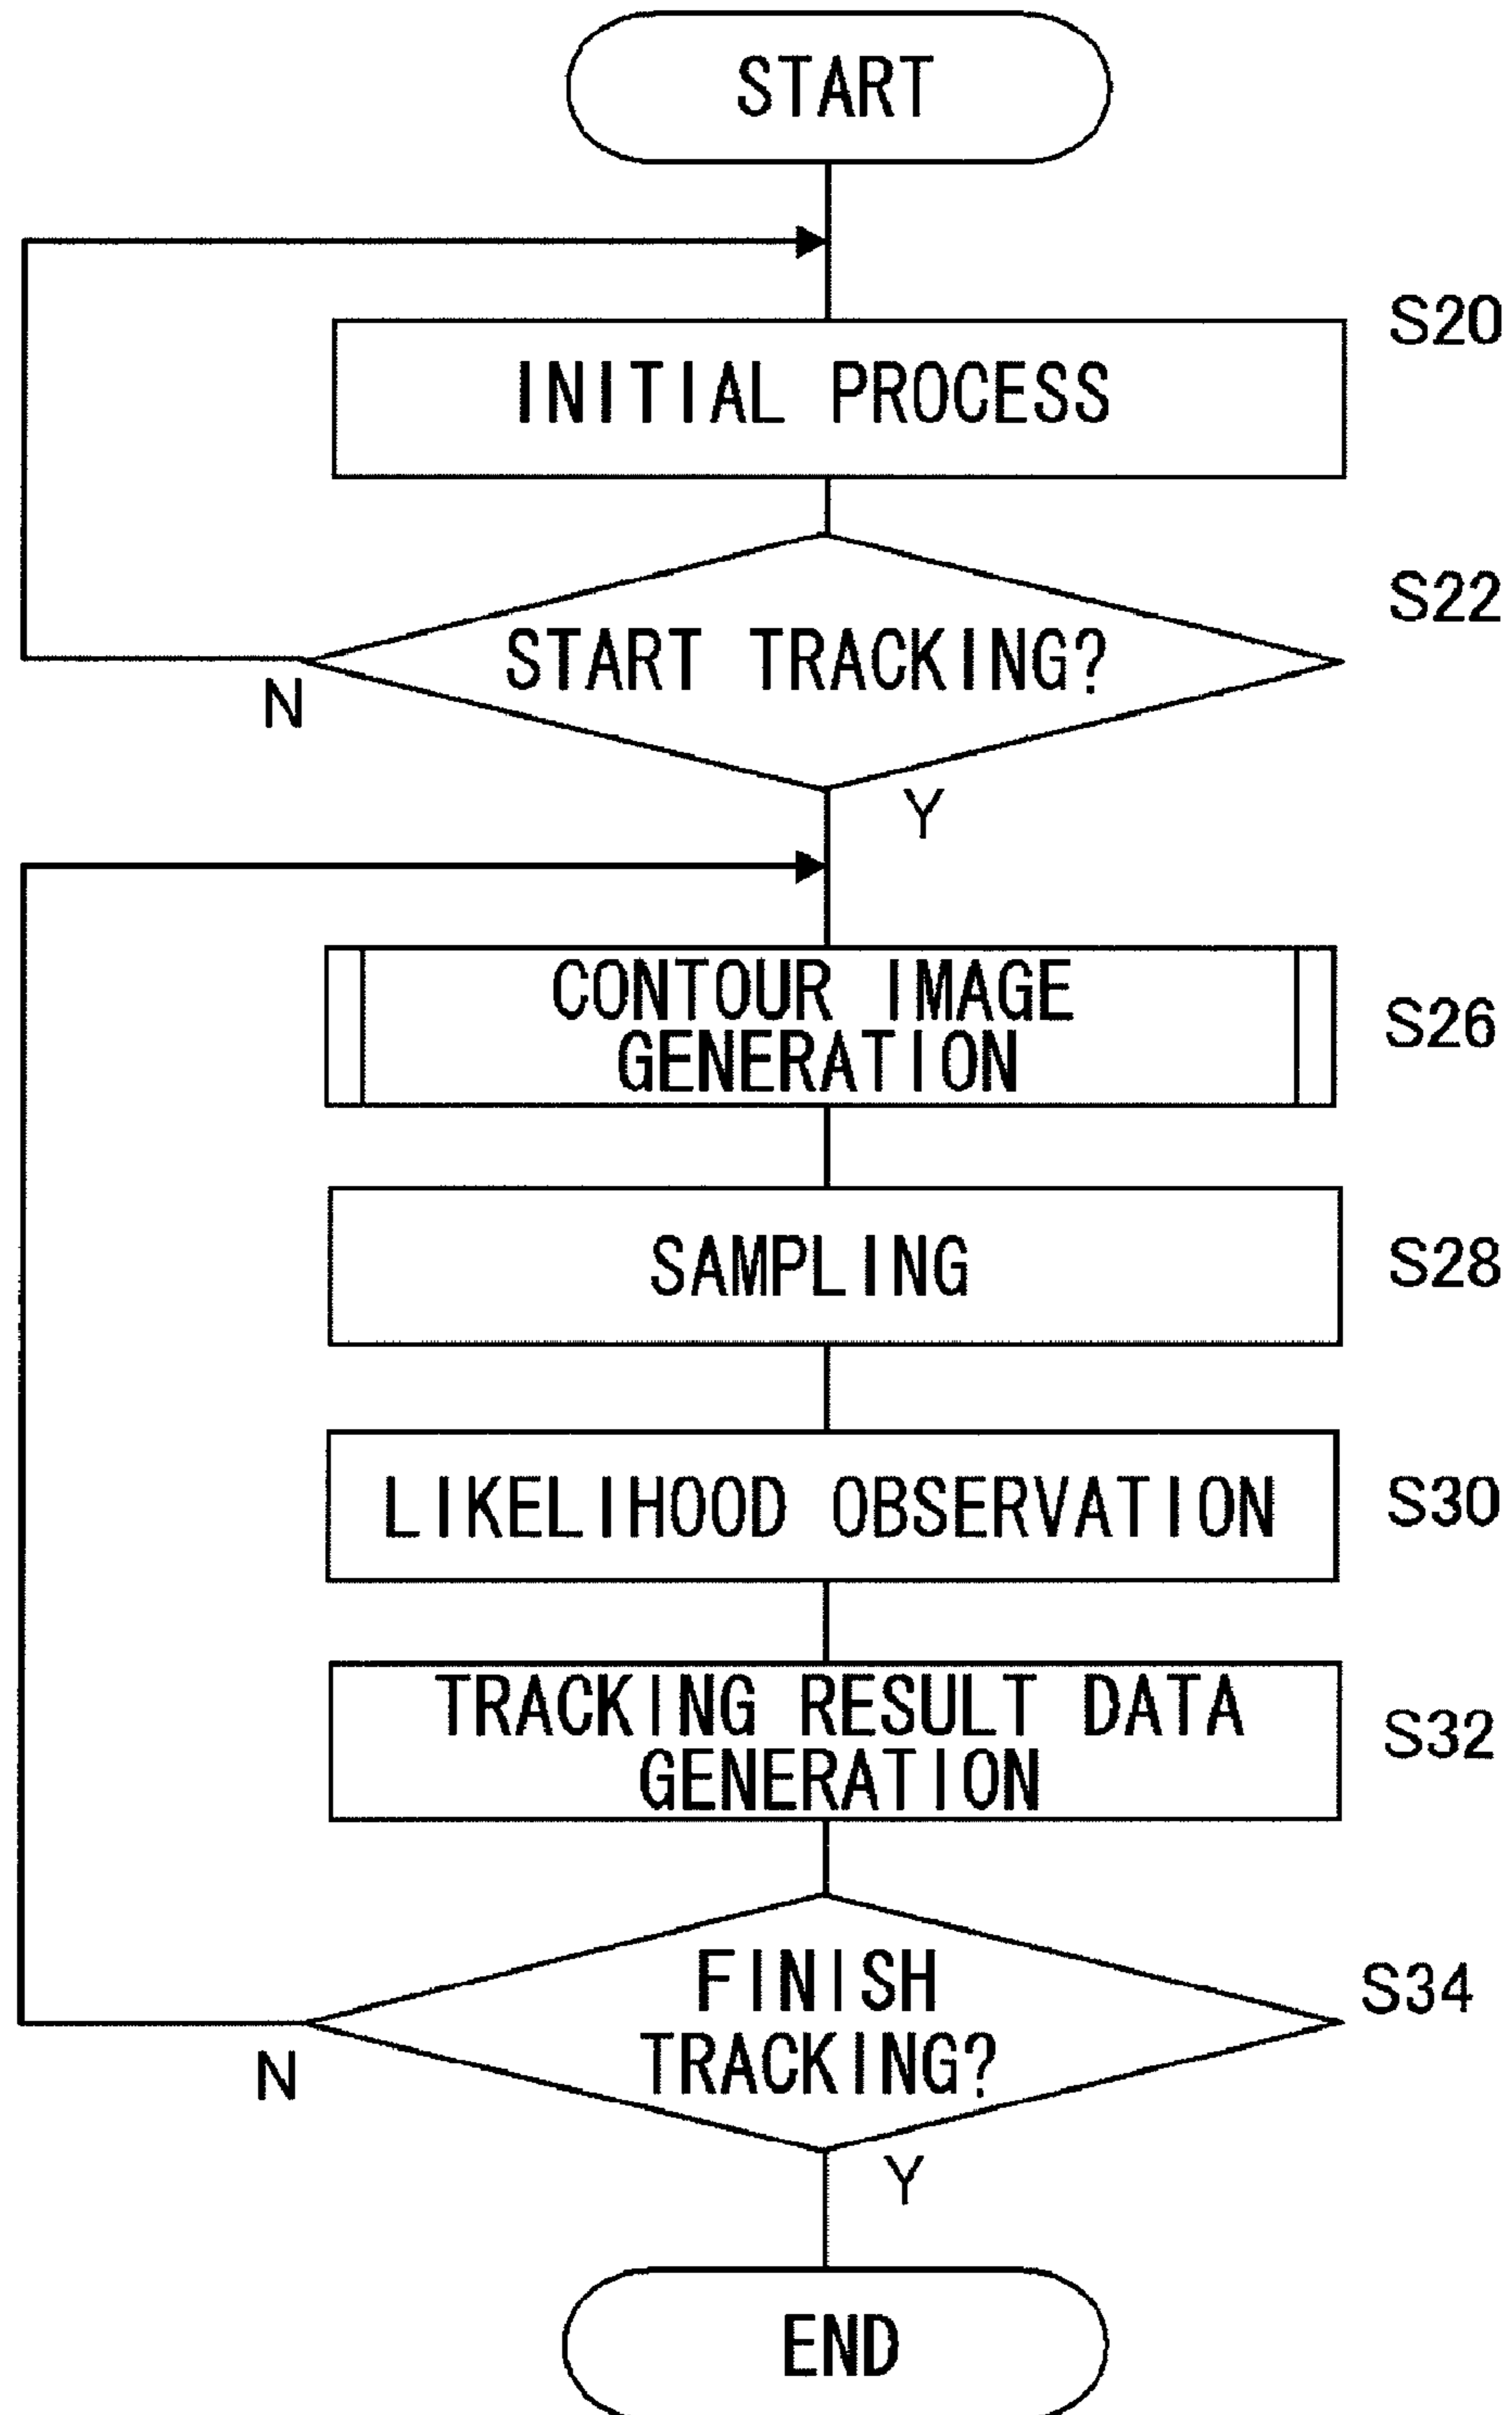 START
S20
INITIAL PROCESS
S22
START TRACKING?
N
Y
CONTOUR IMAGE
GENERATION
S26
SAMPLING
S28
LIKELIHOOD OBSERVATION
S30
TRACKING RESULT DATA
GENERATION
S32
FINISH
TRACKING?
S34
N
Y
END